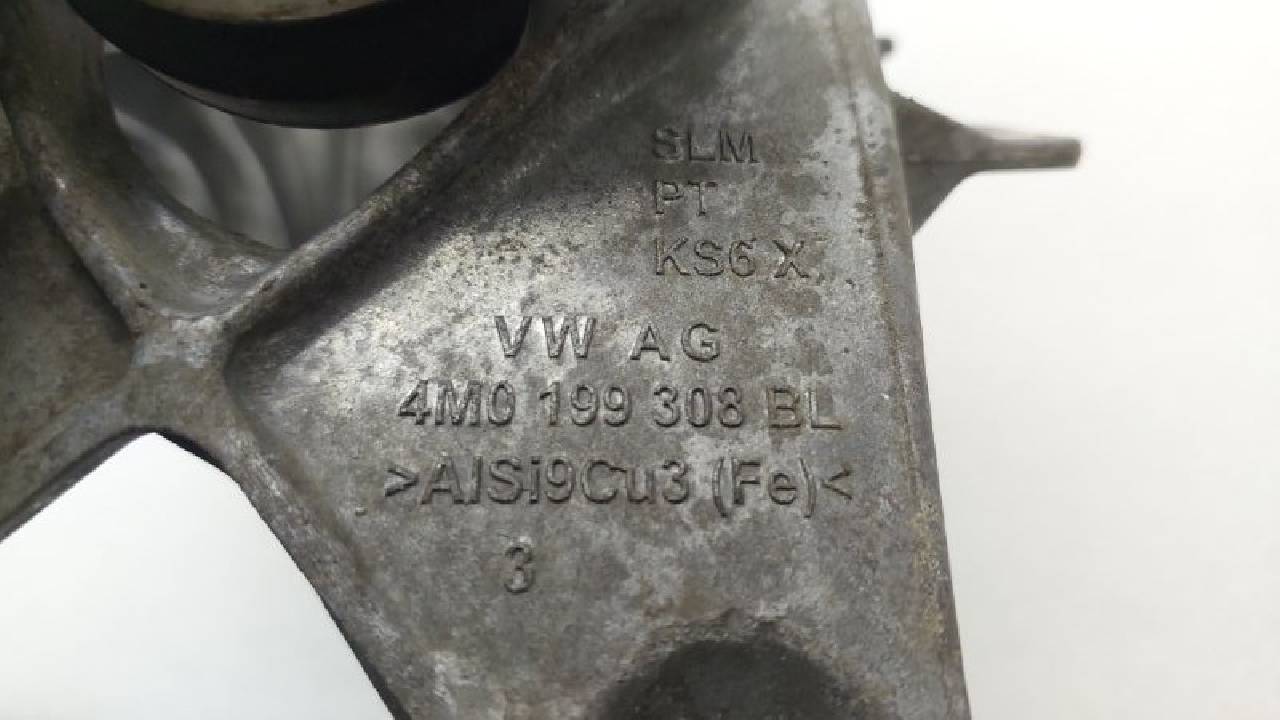 SLM
PT
KS6 X
VW AG
4M0 199 308 BL
>AlSi9Cu3 (Fe)<
3